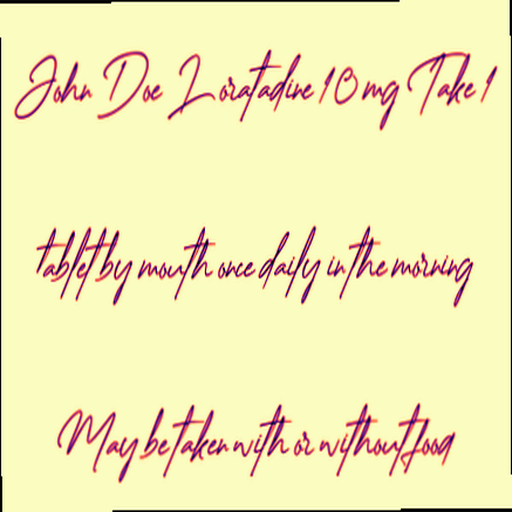 John Doe Loratadine 10 mg Take 1
tablet by mouth once daily in the morning
May be taken with or without food